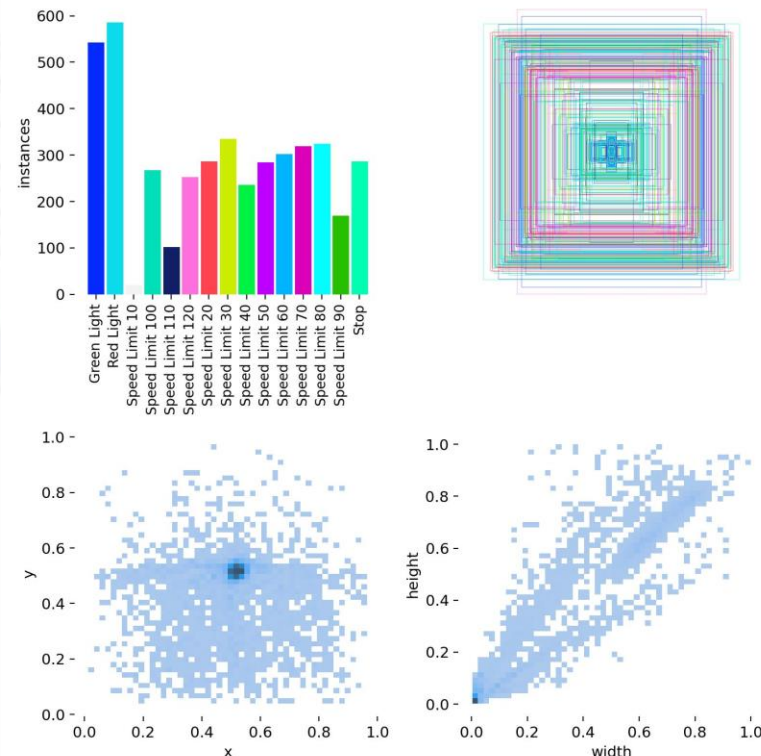 600
500
400
300
200
100
0
instances
Green Light
Red Light
Speed Limit 10
Speed Limit 100
Speed Limit 110
Speed Limit 120
Speed Limit 20
Speed Limit 30
Speed Limit 40
Speed Limit 50
Speed Limit 60
Speed Limit 70
Speed Limit 80
Speed Limit 90
Stop
1.0
0.8
0.6
0.4
0.2
0.0
y
0.0 0.2 0.4 0.6 0.8 1.0
x
1.0
0.8
0.6
0.4
0.2
0.0
height
0.0 0.2 0.4 0.6 0.8 1.0
width